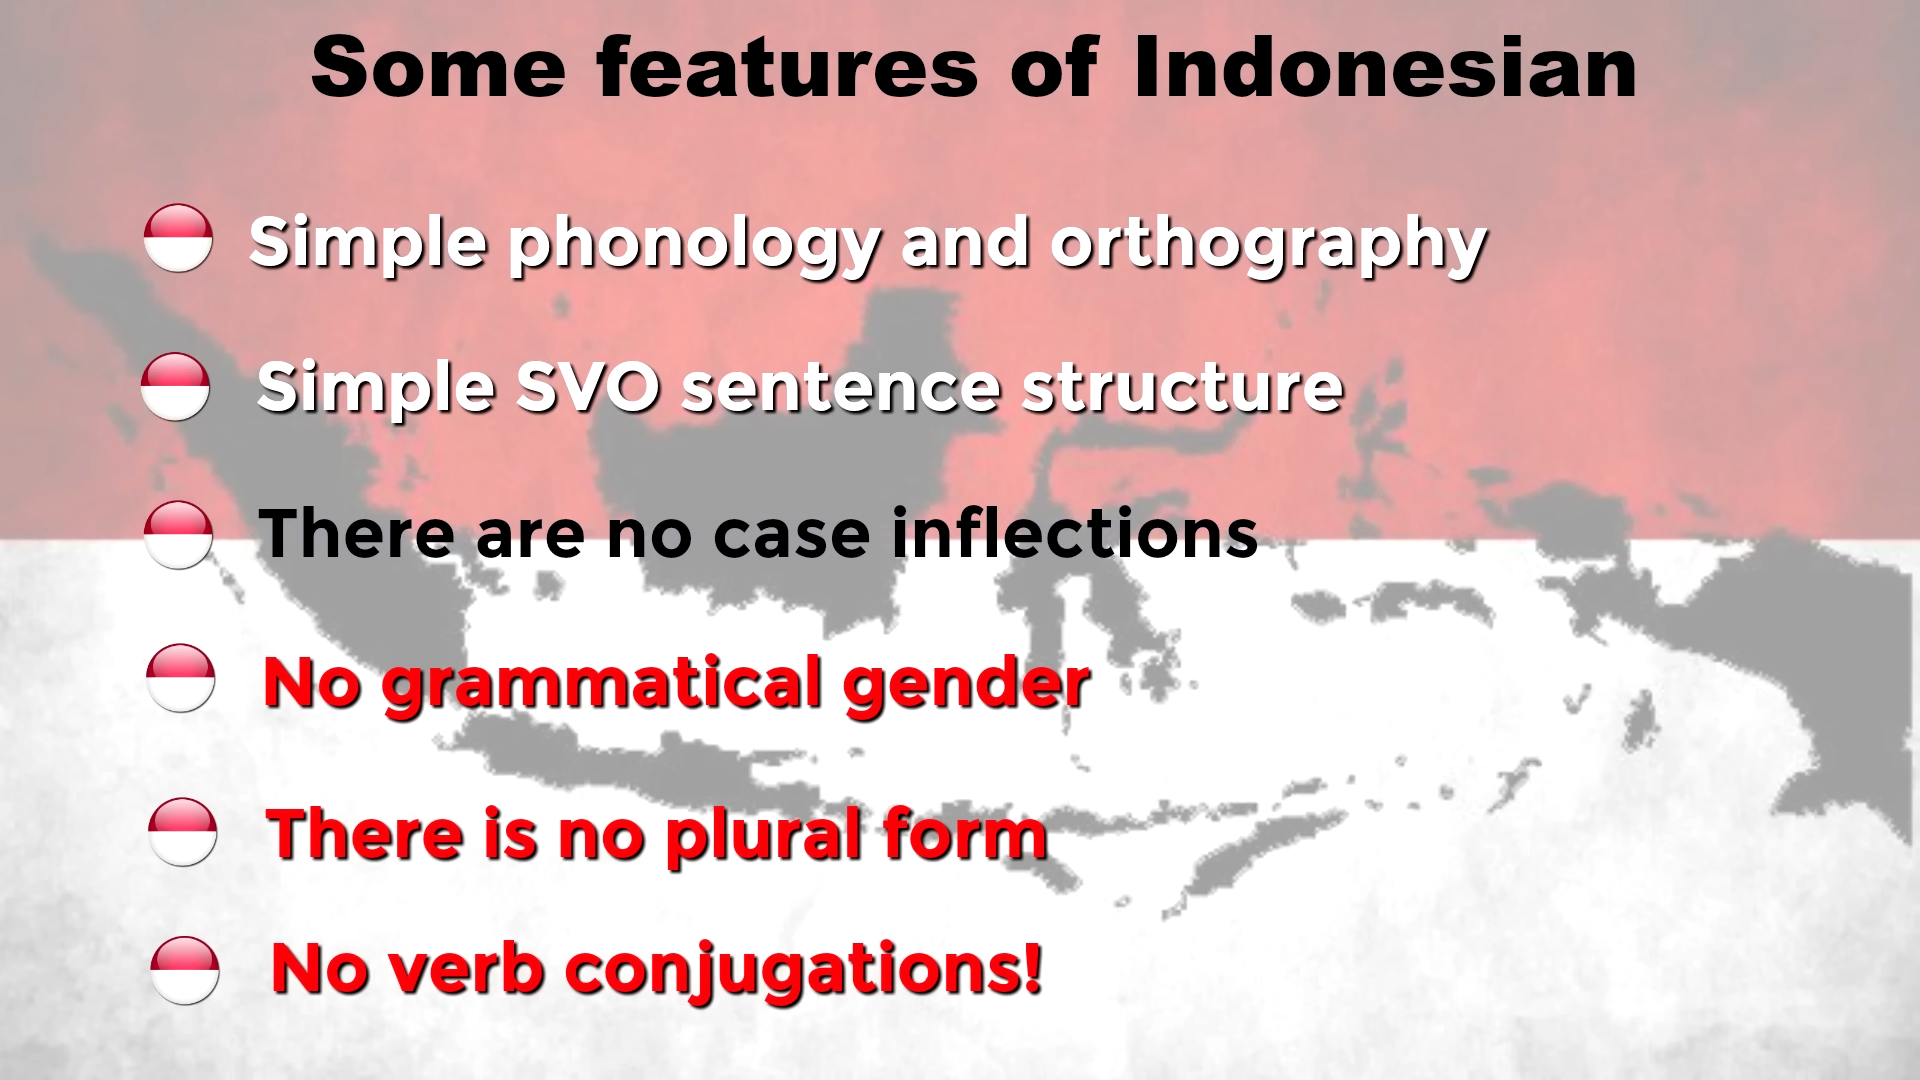 Some features of Indonesian
Simple phonology and orthography
Simple SVO sentence structure
There are no case inflections
No grammatical gender
There is no plural form
No verb conjugations!